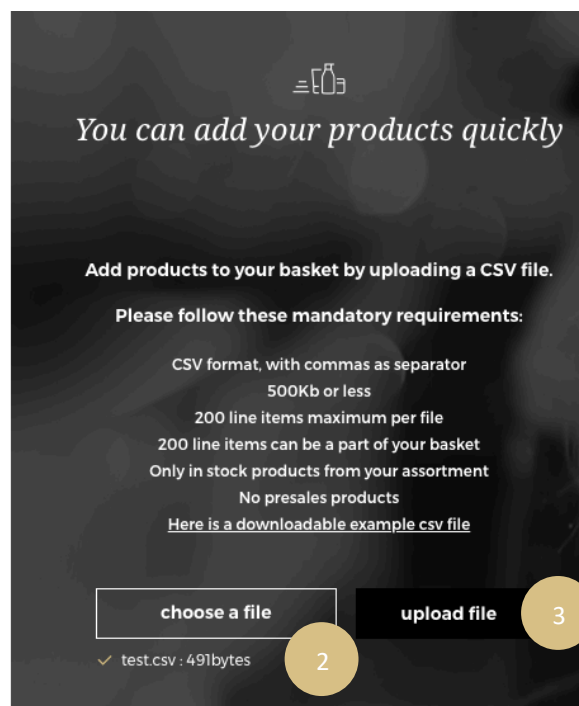 You can add your products quickly
Add products to your basket by uploading a CSV file.
Please follow these mandatory requirements:
CSV format, with commas as separator
500Kb or less
200 line items maximum per file
200 line items can be a part of your basket
Only in stock products from your assortment
No presales products
Here is a downloadable example csv file
choose a file
upload file
3
test.csv : 491bytes
2